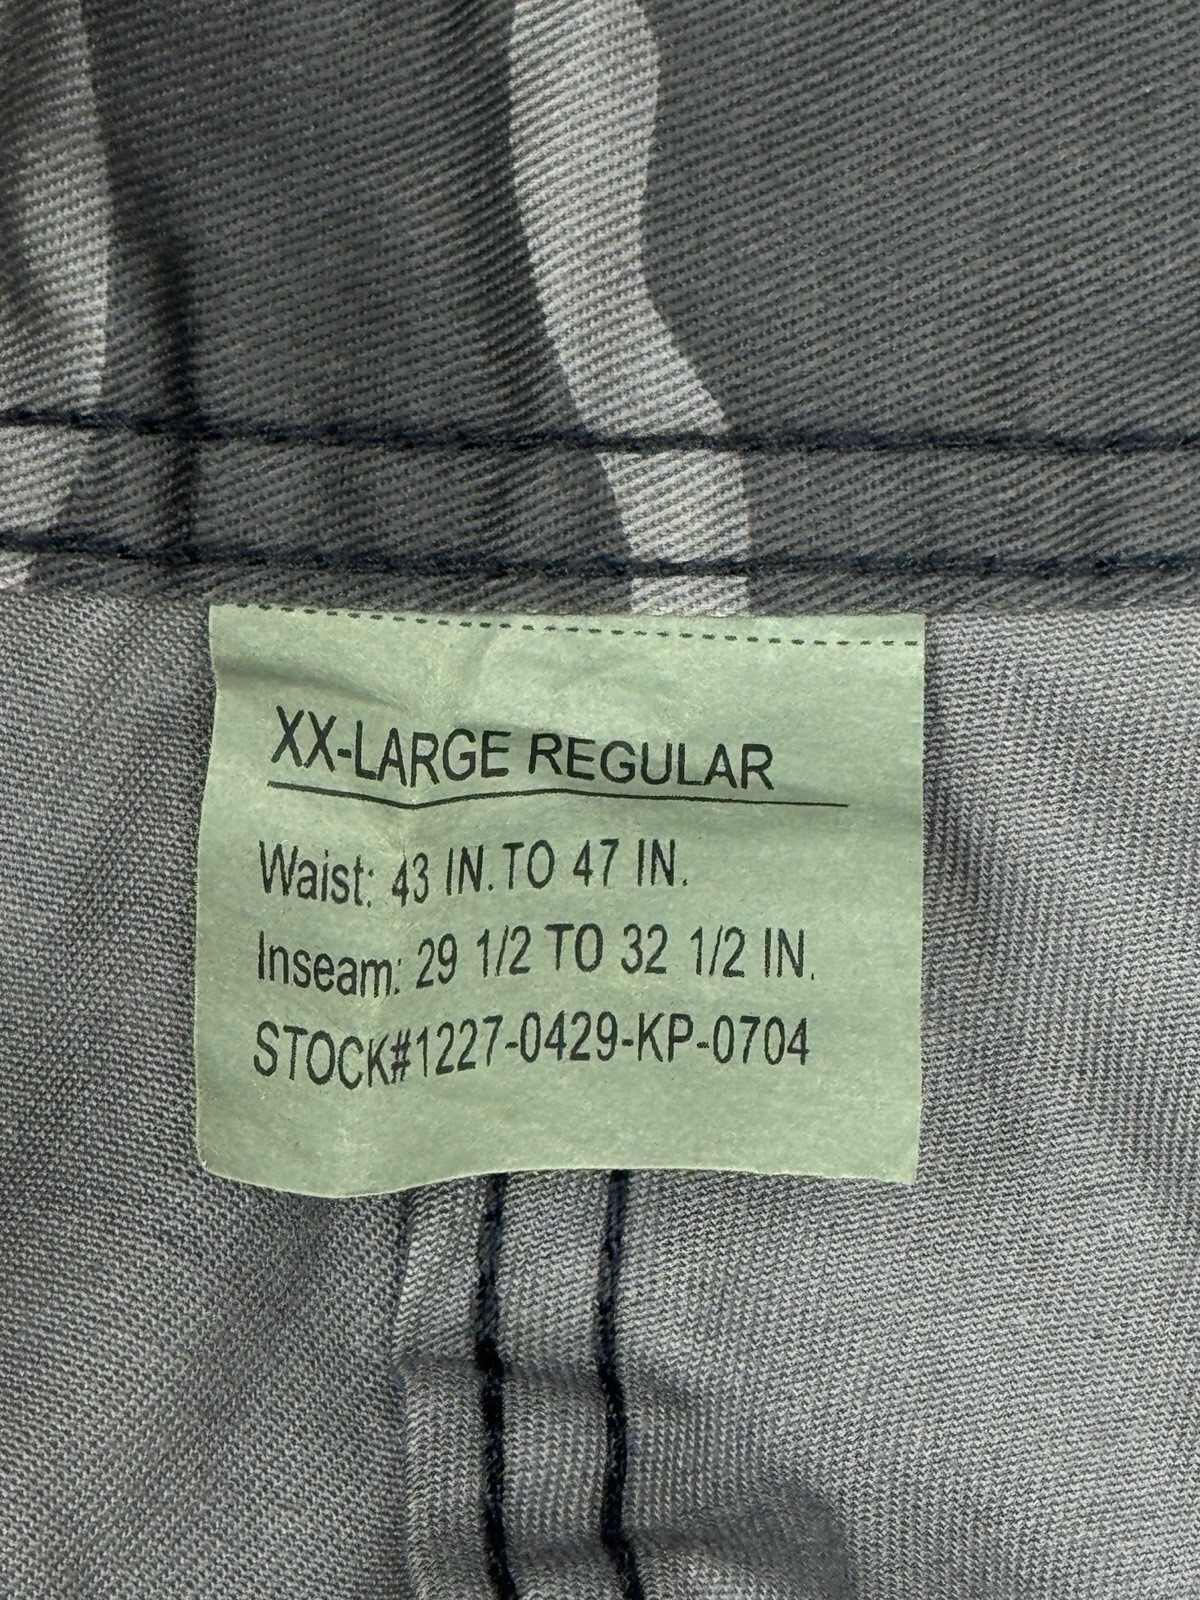 XX-LARGE REGULAR
Waist: 43 IN. TO 47 IN.
Inseam: 29 1/2 TO 32 1/2 IN.
STOCK#1227-0429-KP-0704